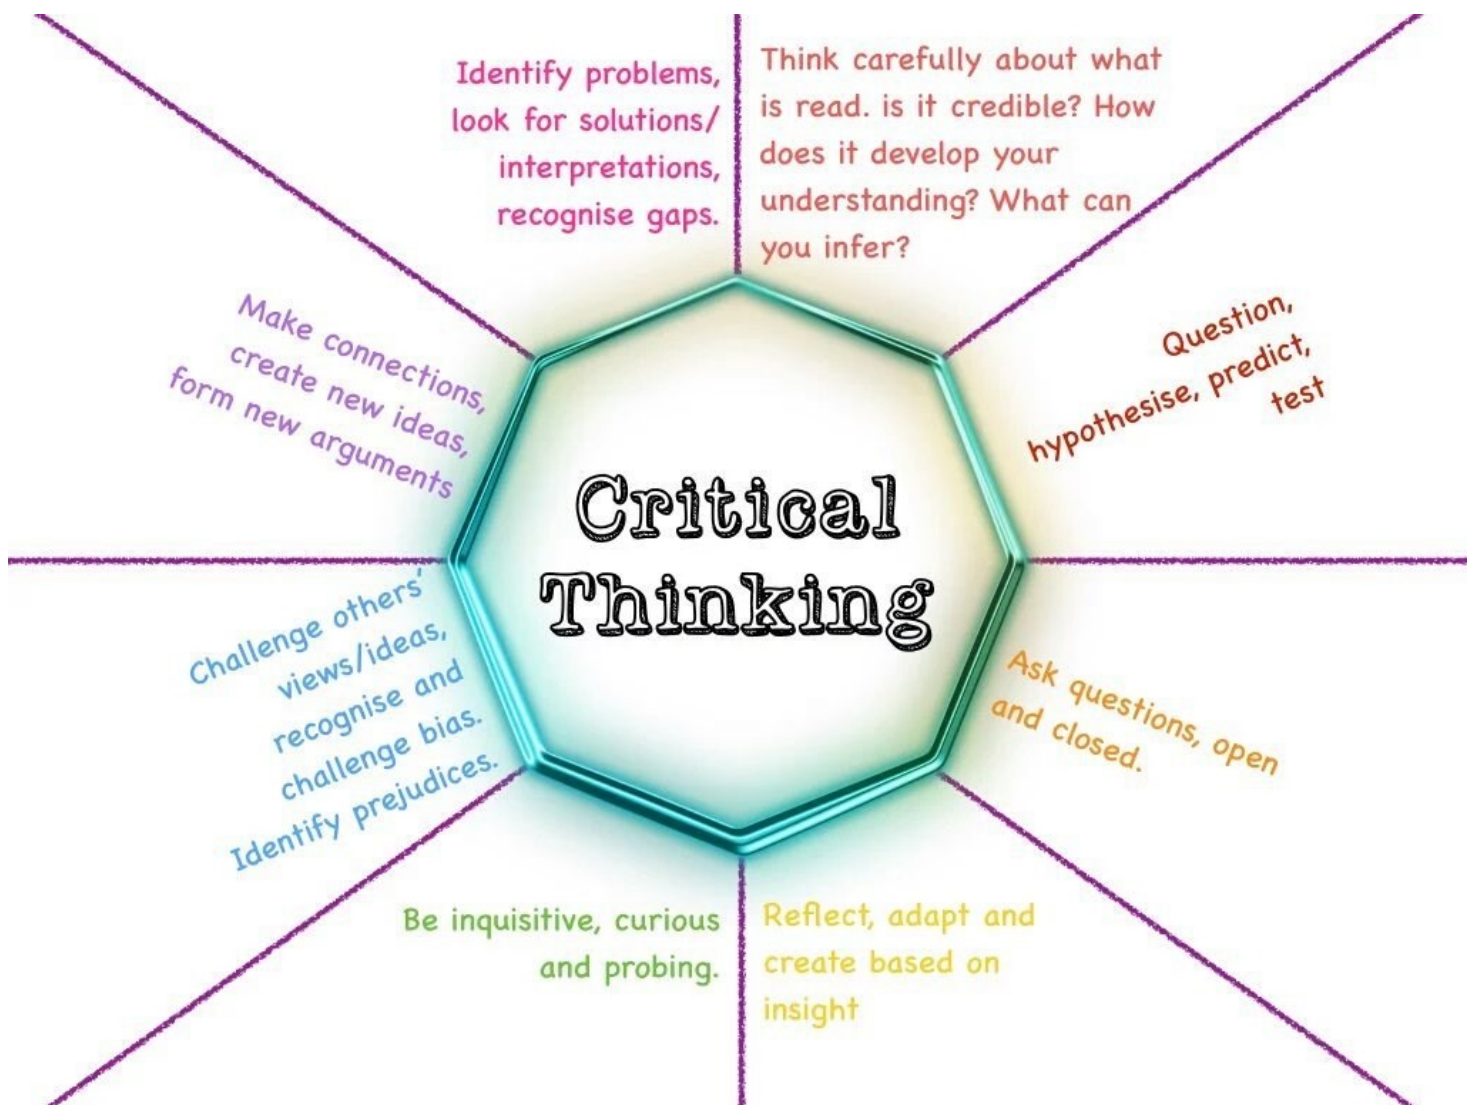 Identify problems,
look for solutions/
interpretations,
recognise gaps.
Think carefully about what
is read. is it credible? How
does it develop your
understanding? What can
you infer?
Question,
hypothesise, predict,
test
Ask questions, open
and closed.
Reflect, adapt and
create based on
insight
Be inquisitive, curious
and probing.
Challenge others'
views/ideas,
recognise and
challenge bias.
Identify prejudices.
Make connections,
create new ideas,
form new arguments
Critical
Thinking